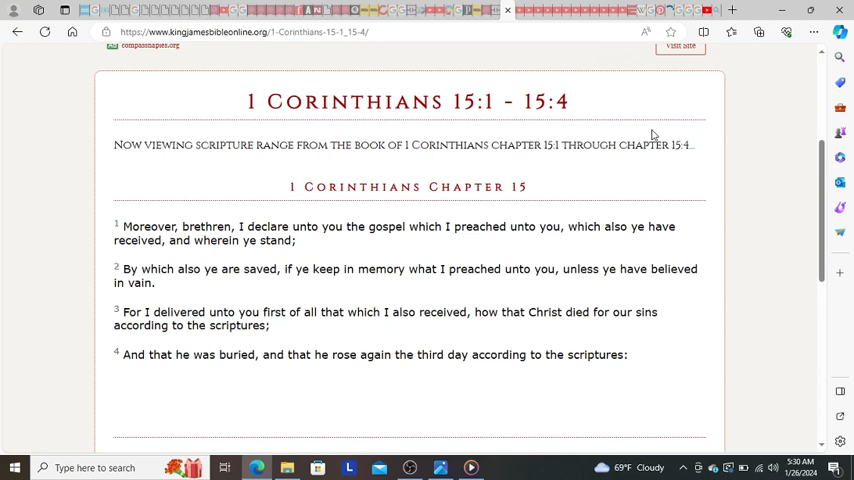 https://www.kingjamesbibleonline.org/1-Corinthians-15-1_15-4/
Ad compassnaples.org
Visit Site
1 Corinthians 15:1 - 15:4
Now viewing scripture range from the book of 1 Corinthians chapter 15:1 through chapter 15:4...
1 Corinthians Chapter 15
1 Moreover, brethren, I declare unto you the gospel which I preached unto you, which also ye have
received, and wherein ye stand;
2 By which also ye are saved, if ye keep in memory what I preached unto you, unless ye have believed
in vain.
3 For I delivered unto you first of all that which I also received, how that Christ died for our sins
according to the scriptures;
4 And that he was buried, and that he rose again the third day according to the scriptures:
Type here to search
69°F Cloudy
5:30 AM
1/26/2024